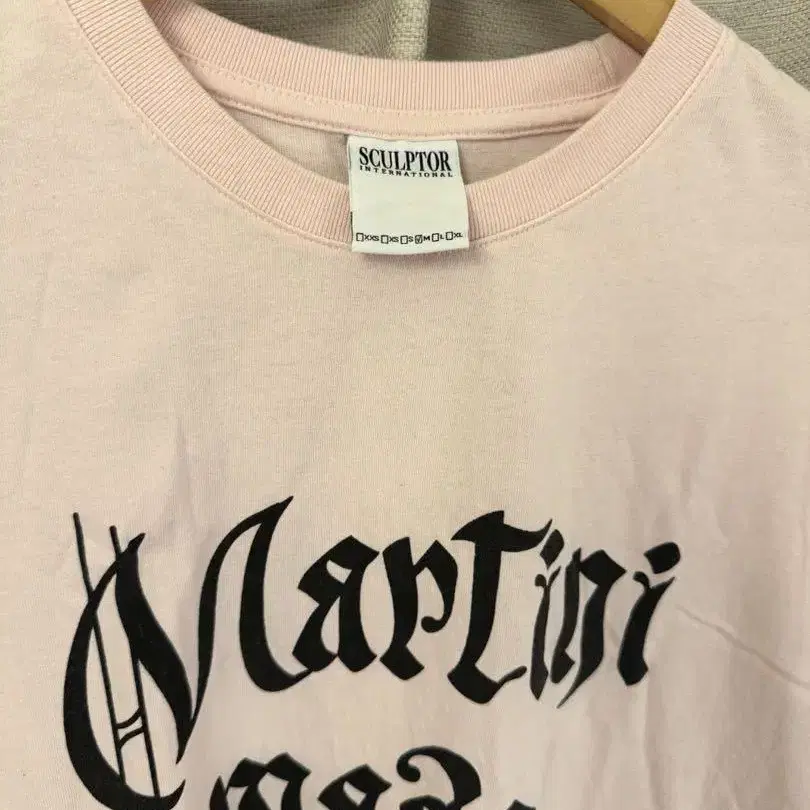 SCULPTOR
INTERNATIONAL
☐XXS ☐XS ☐S ☑M ☐L ☐XL
Martini